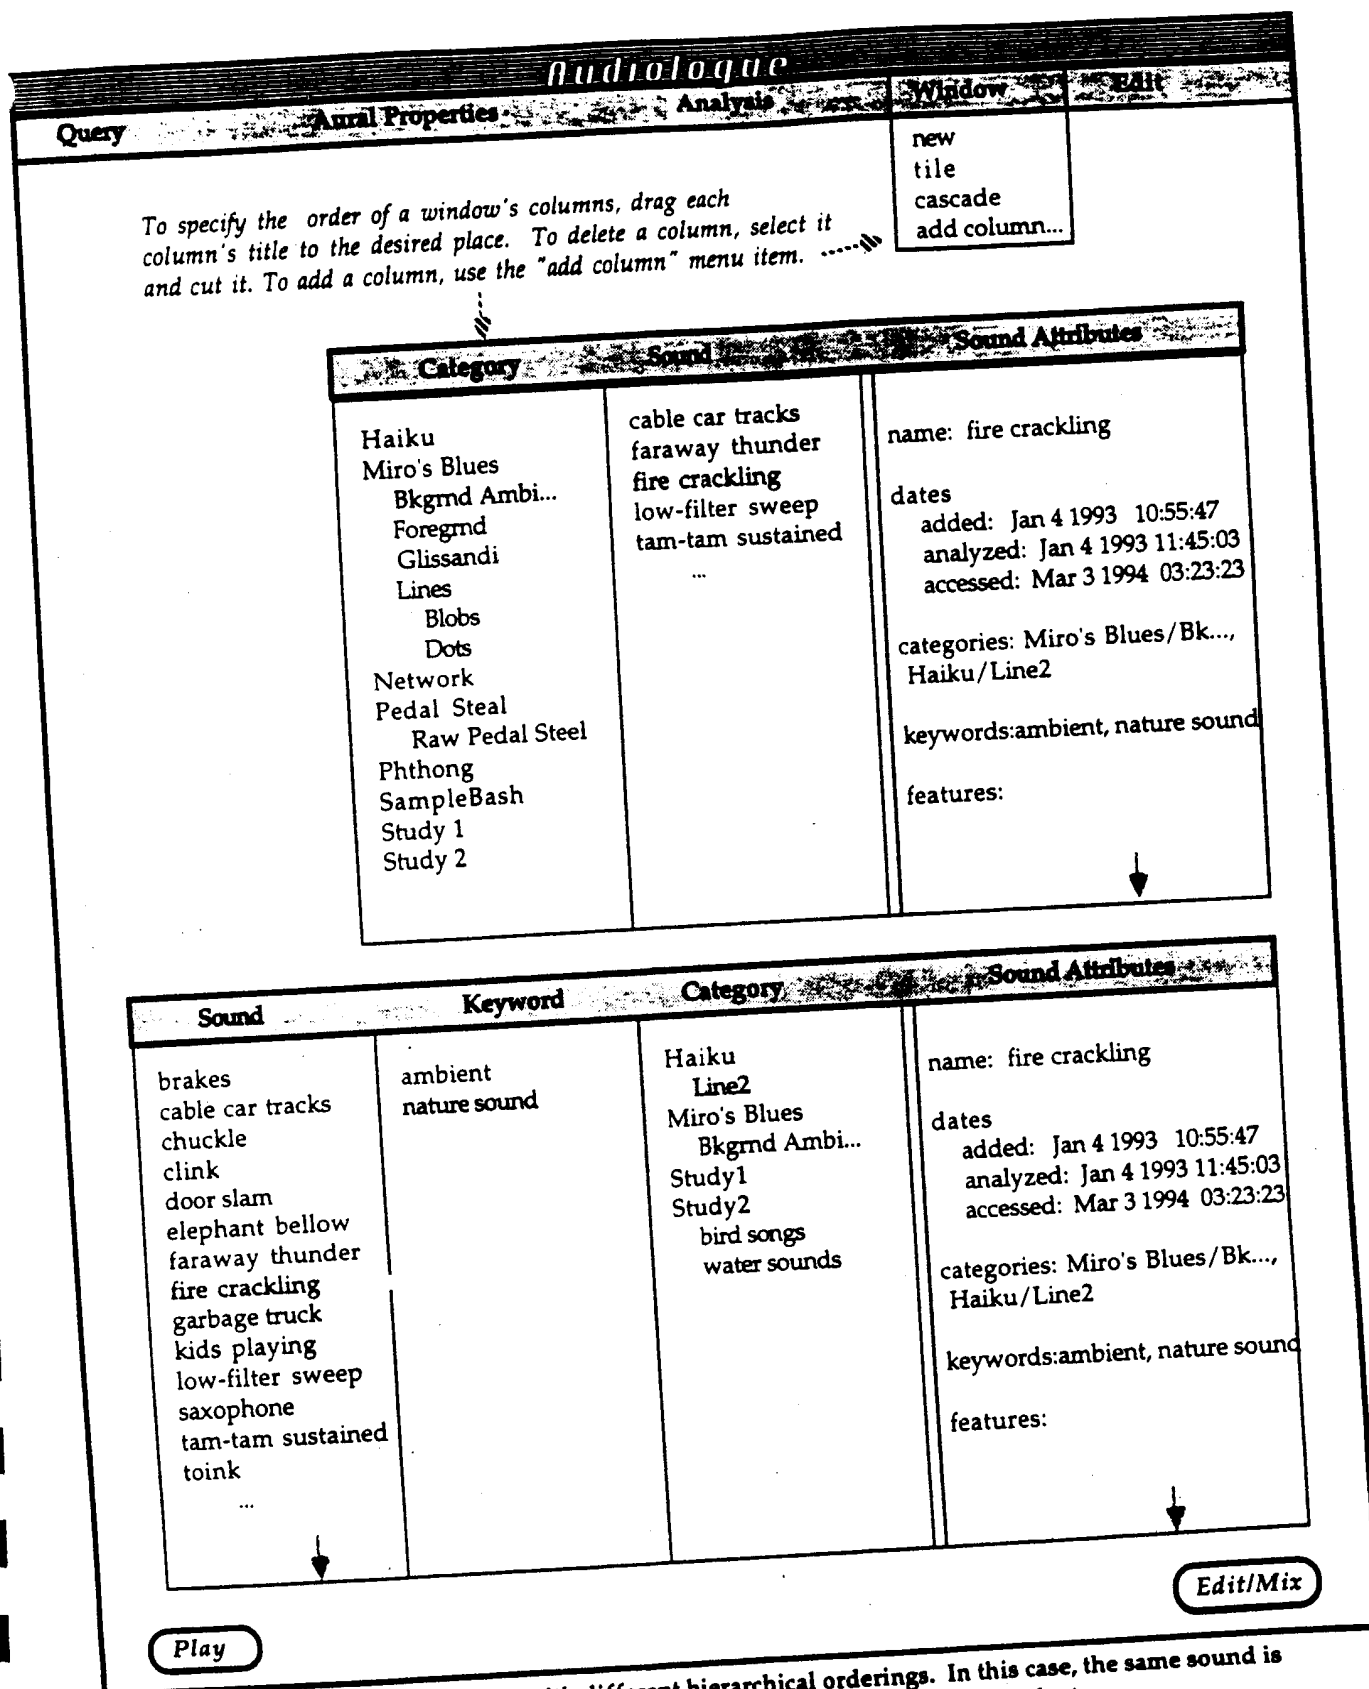 Audiologue
Query Aural Properties Analysis Window Edit
new
tile
cascade
add column...
To specify the order of a window's columns, drag each
column's title to the desired place. To delete a column, select it
and cut it. To add a column, use the "add column" menu item.
Category Sound Sound Attributes
Haiku
Miro's Blues
Bkgrnd Ambi...
Foregrnd
Glissandi
Lines
Blobs
Dots
Network
Pedal Steal
Raw Pedal Steel
Phthong
SampleBash
Study 1
Study 2
cable car tracks
faraway thunder
fire crackling
low-filter sweep
tam-tam sustained
...
name: fire crackling
dates
added: Jan 4 1993 10:55:47
analyzed: Jan 4 1993 11:45:03
accessed: Mar 3 1994 03:23:23
categories: Miro's Blues/Bk...,
Haiku/Line2
keywords:ambient, nature sound
features:
Sound Keyword Category Sound Attributes
brakes
cable car tracks
chuckle
clink
door slam
elephant bellow
faraway thunder
fire crackling
garbage truck
kids playing
low-filter sweep
saxophone
tam-tam sustained
toink
...
ambient
nature sound
Haiku
Line2
Miro's Blues
Bkgrnd Ambi...
Study1
Study2
bird songs
water sounds
name: fire crackling
dates
added: Jan 4 1993 10:55:47
analyzed: Jan 4 1993 11:45:03
accessed: Mar 3 1994 03:23:23
categories: Miro's Blues/Bk...,
Haiku/Line2
keywords:ambient, nature sound
features:
Edit/Mix
Play
different hierarchical orderings. In this case, the same sound is